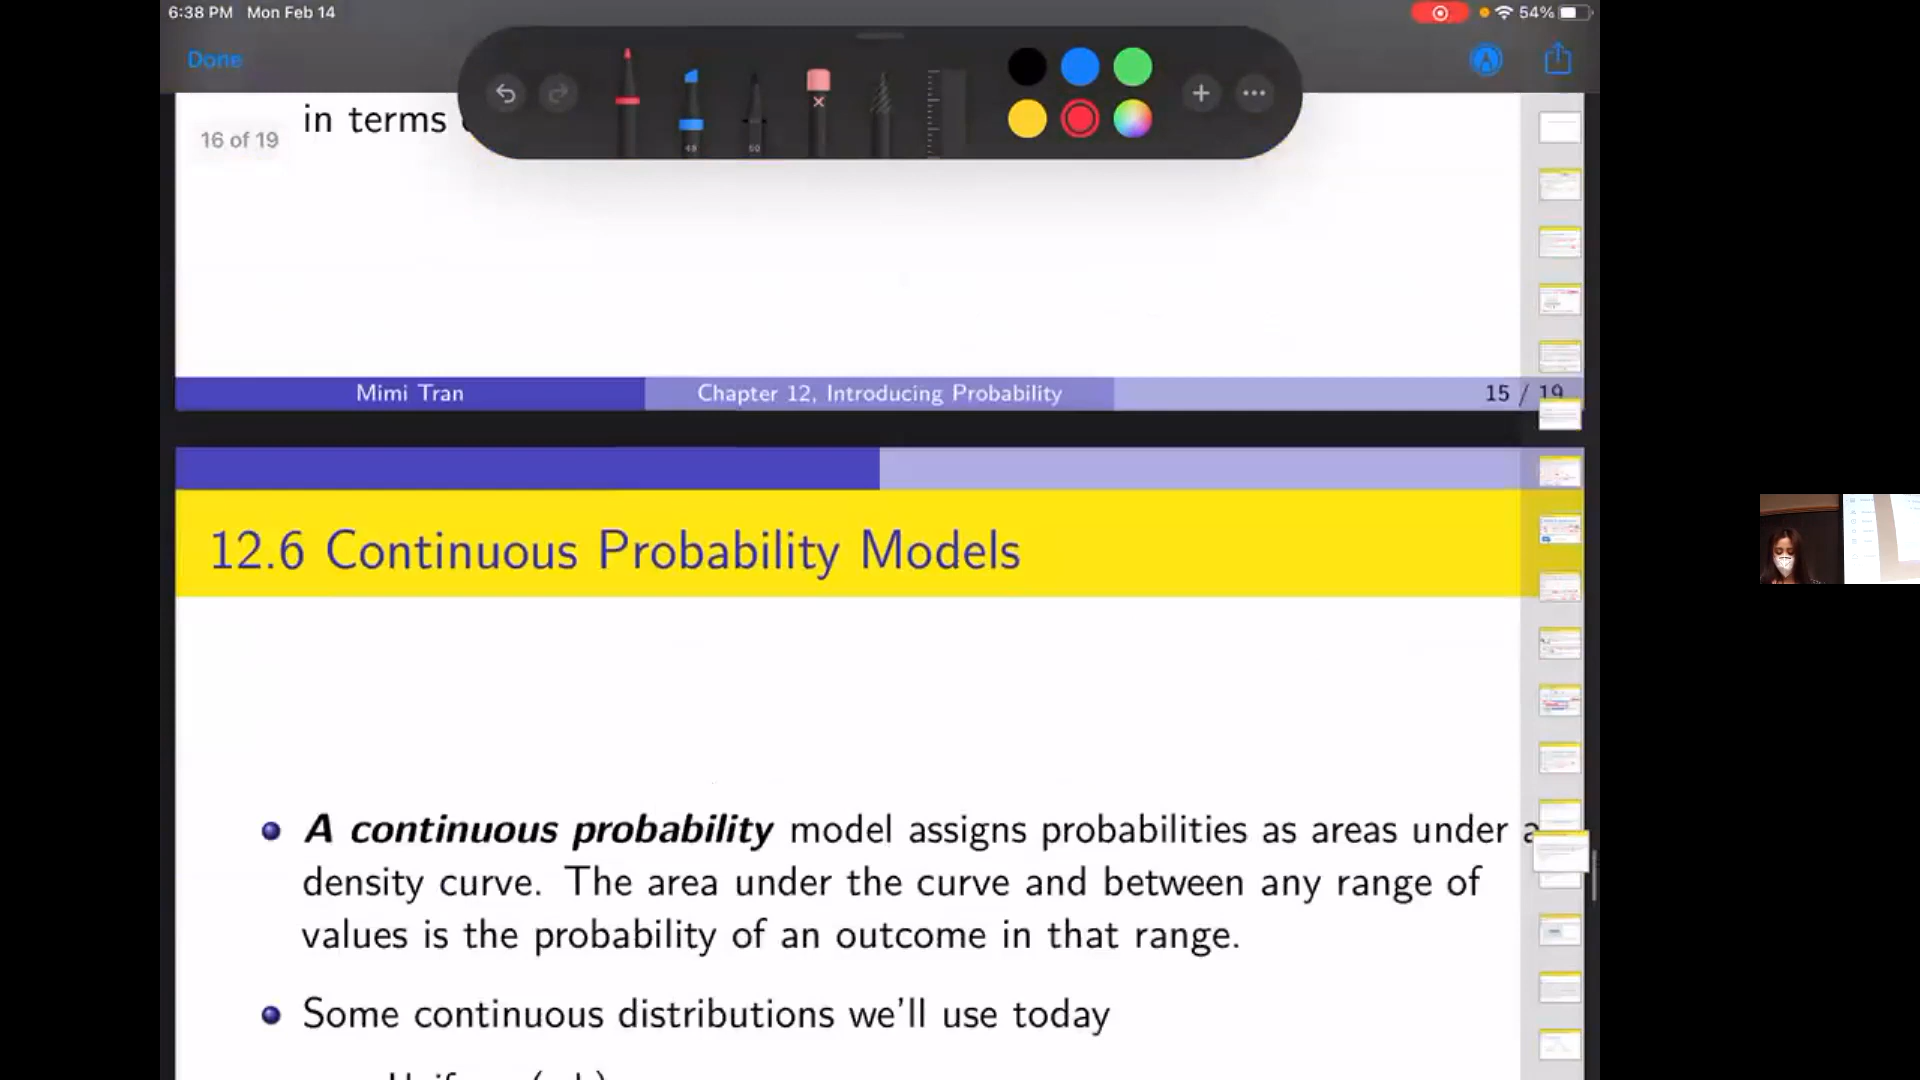 6:38 PM Mon Feb 14
54%
Done
49
50
in terms
16 of 19
Mimi Tran
Chapter 12, Introducing Probability
15 / 19
12.6 Continuous Probability Models
A continuous probability model assigns probabilities as areas under a
density curve. The area under the curve and between any range of
values is the probability of an outcome in that range.
Some continuous distributions we'll use today